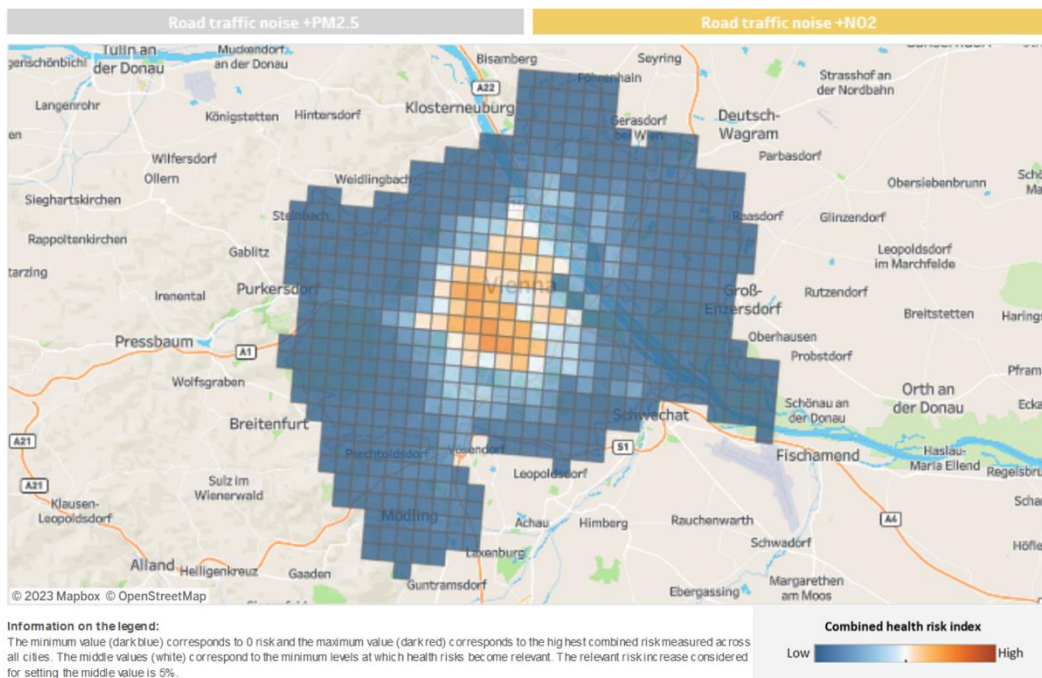 Road traffic noise +PM2.5
Road traffic noise +NO2
Tulln an
der Donau
Muckendorf
an der Donau
Bisamberg
Seyring
Föhrenhain
Strasshof an
der Nordbahn
Langenrohr
Königstetten
Hintersdorf
Klosterneuburg
A22
Gerasdorf
bei Wien
Deutsch-
Wagram
Parbasdorf
Wilfersdorf
Ollern
Weidlingbach
Obersiebenbrunn
Sieghartskirchen
Steinbach
Raasdorf
Glinzendorf
Rappoltenkirchen
Gablitz
Leopoldsdorf
im Marchfelde
Irenental
Purkersdorf
Vienna
Groß-
Enzersdorf
Rutzendorf
Breitstetten
Pressbaum
A1
Oberhausen
Probstdorf
Wolfsgraben
Orth an
der Donau
Breitenfurt
Schwechat
Schönau an
der Donau
A21
Perchtoldsdorf
Vösendorf
S1
Fischamend
Haslau-
Maria Ellend
Leopoldsdorf
Sulz im
Wienerwald
A21
Klausen-
Leopoldsdorf
Mödling
Achau
Himberg
Rauchenwarth
A4
Schwadorf
Laxenburg
Alland
Heiligenkreuz
Gaaden
Guntramsdorf
Ebergassing
Margarethen
am Moos
© 2023 Mapbox © OpenStreetMap
Information on the legend:
The minimum value (dark blue) corresponds to 0 risk and the maximum value (dark red) corresponds to the highest combined risk measured across
all cities. The middle values (white) correspond to the minimum levels at which health risks become relevant. The relevant risk increase considered
for setting the middle value is 5%.
Combined health risk index
Low
High